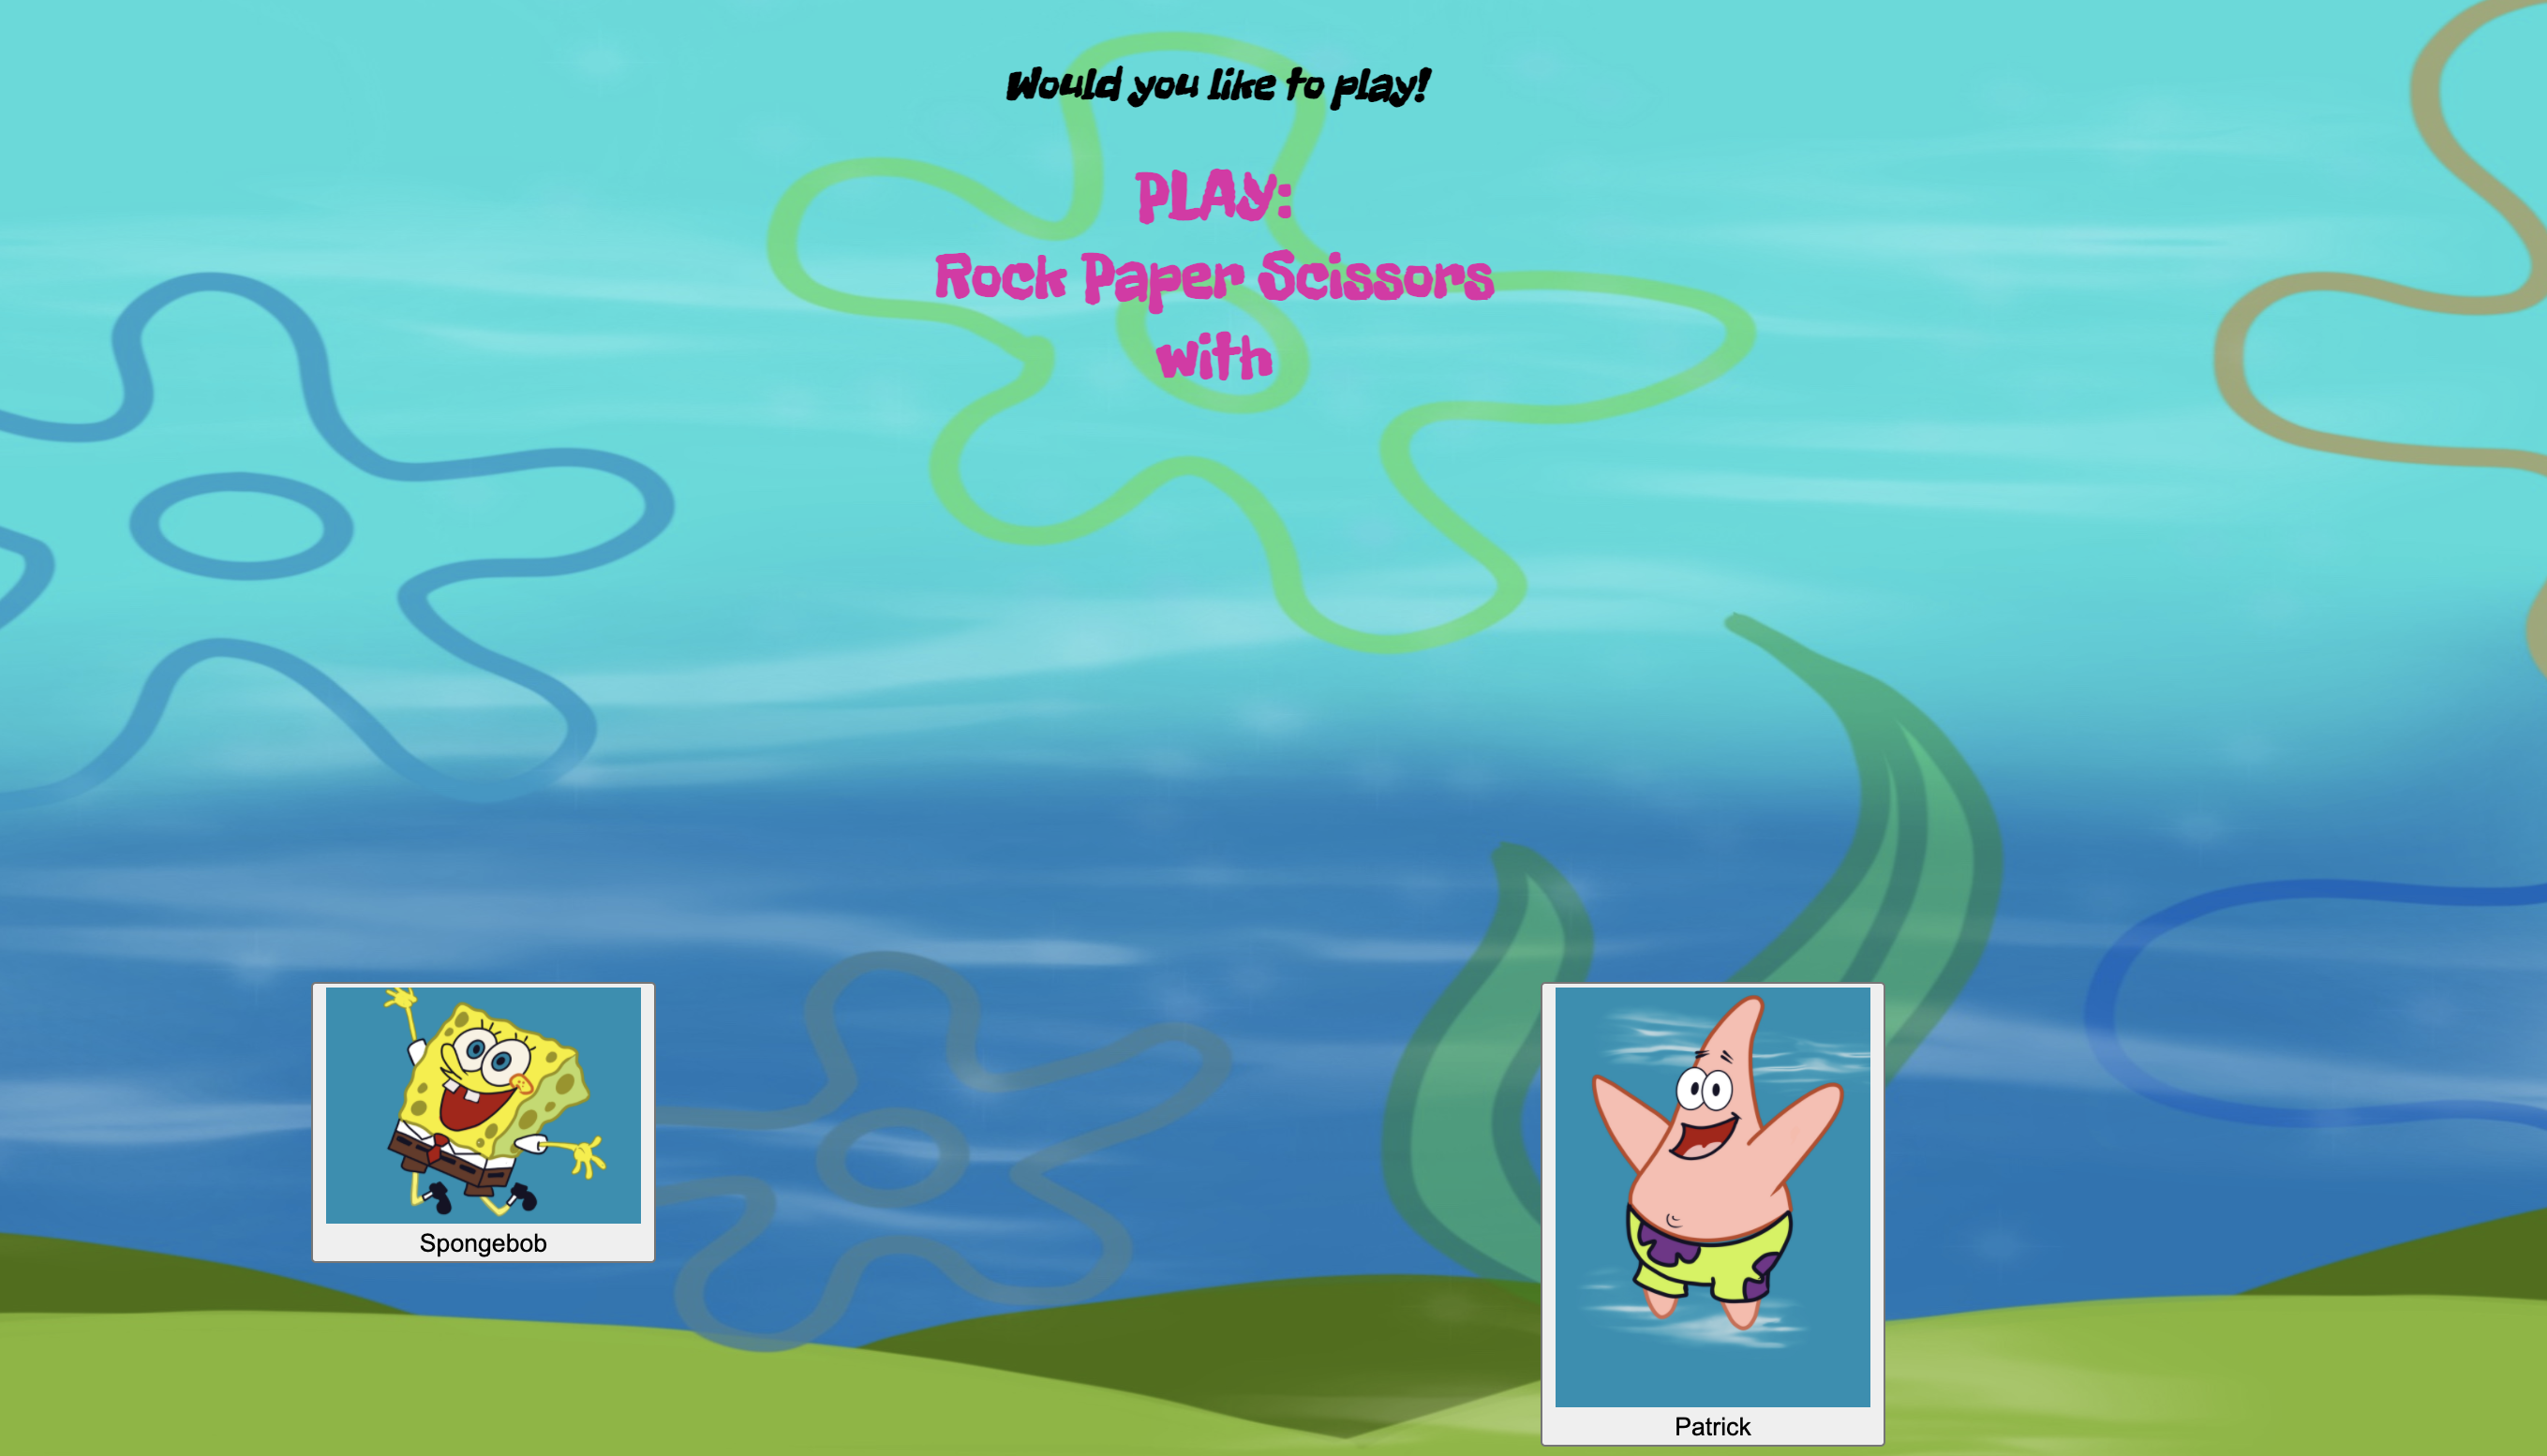 Would you like to play!
PLAY:
Rock Paper Scissors
with
Spongebob
Patrick